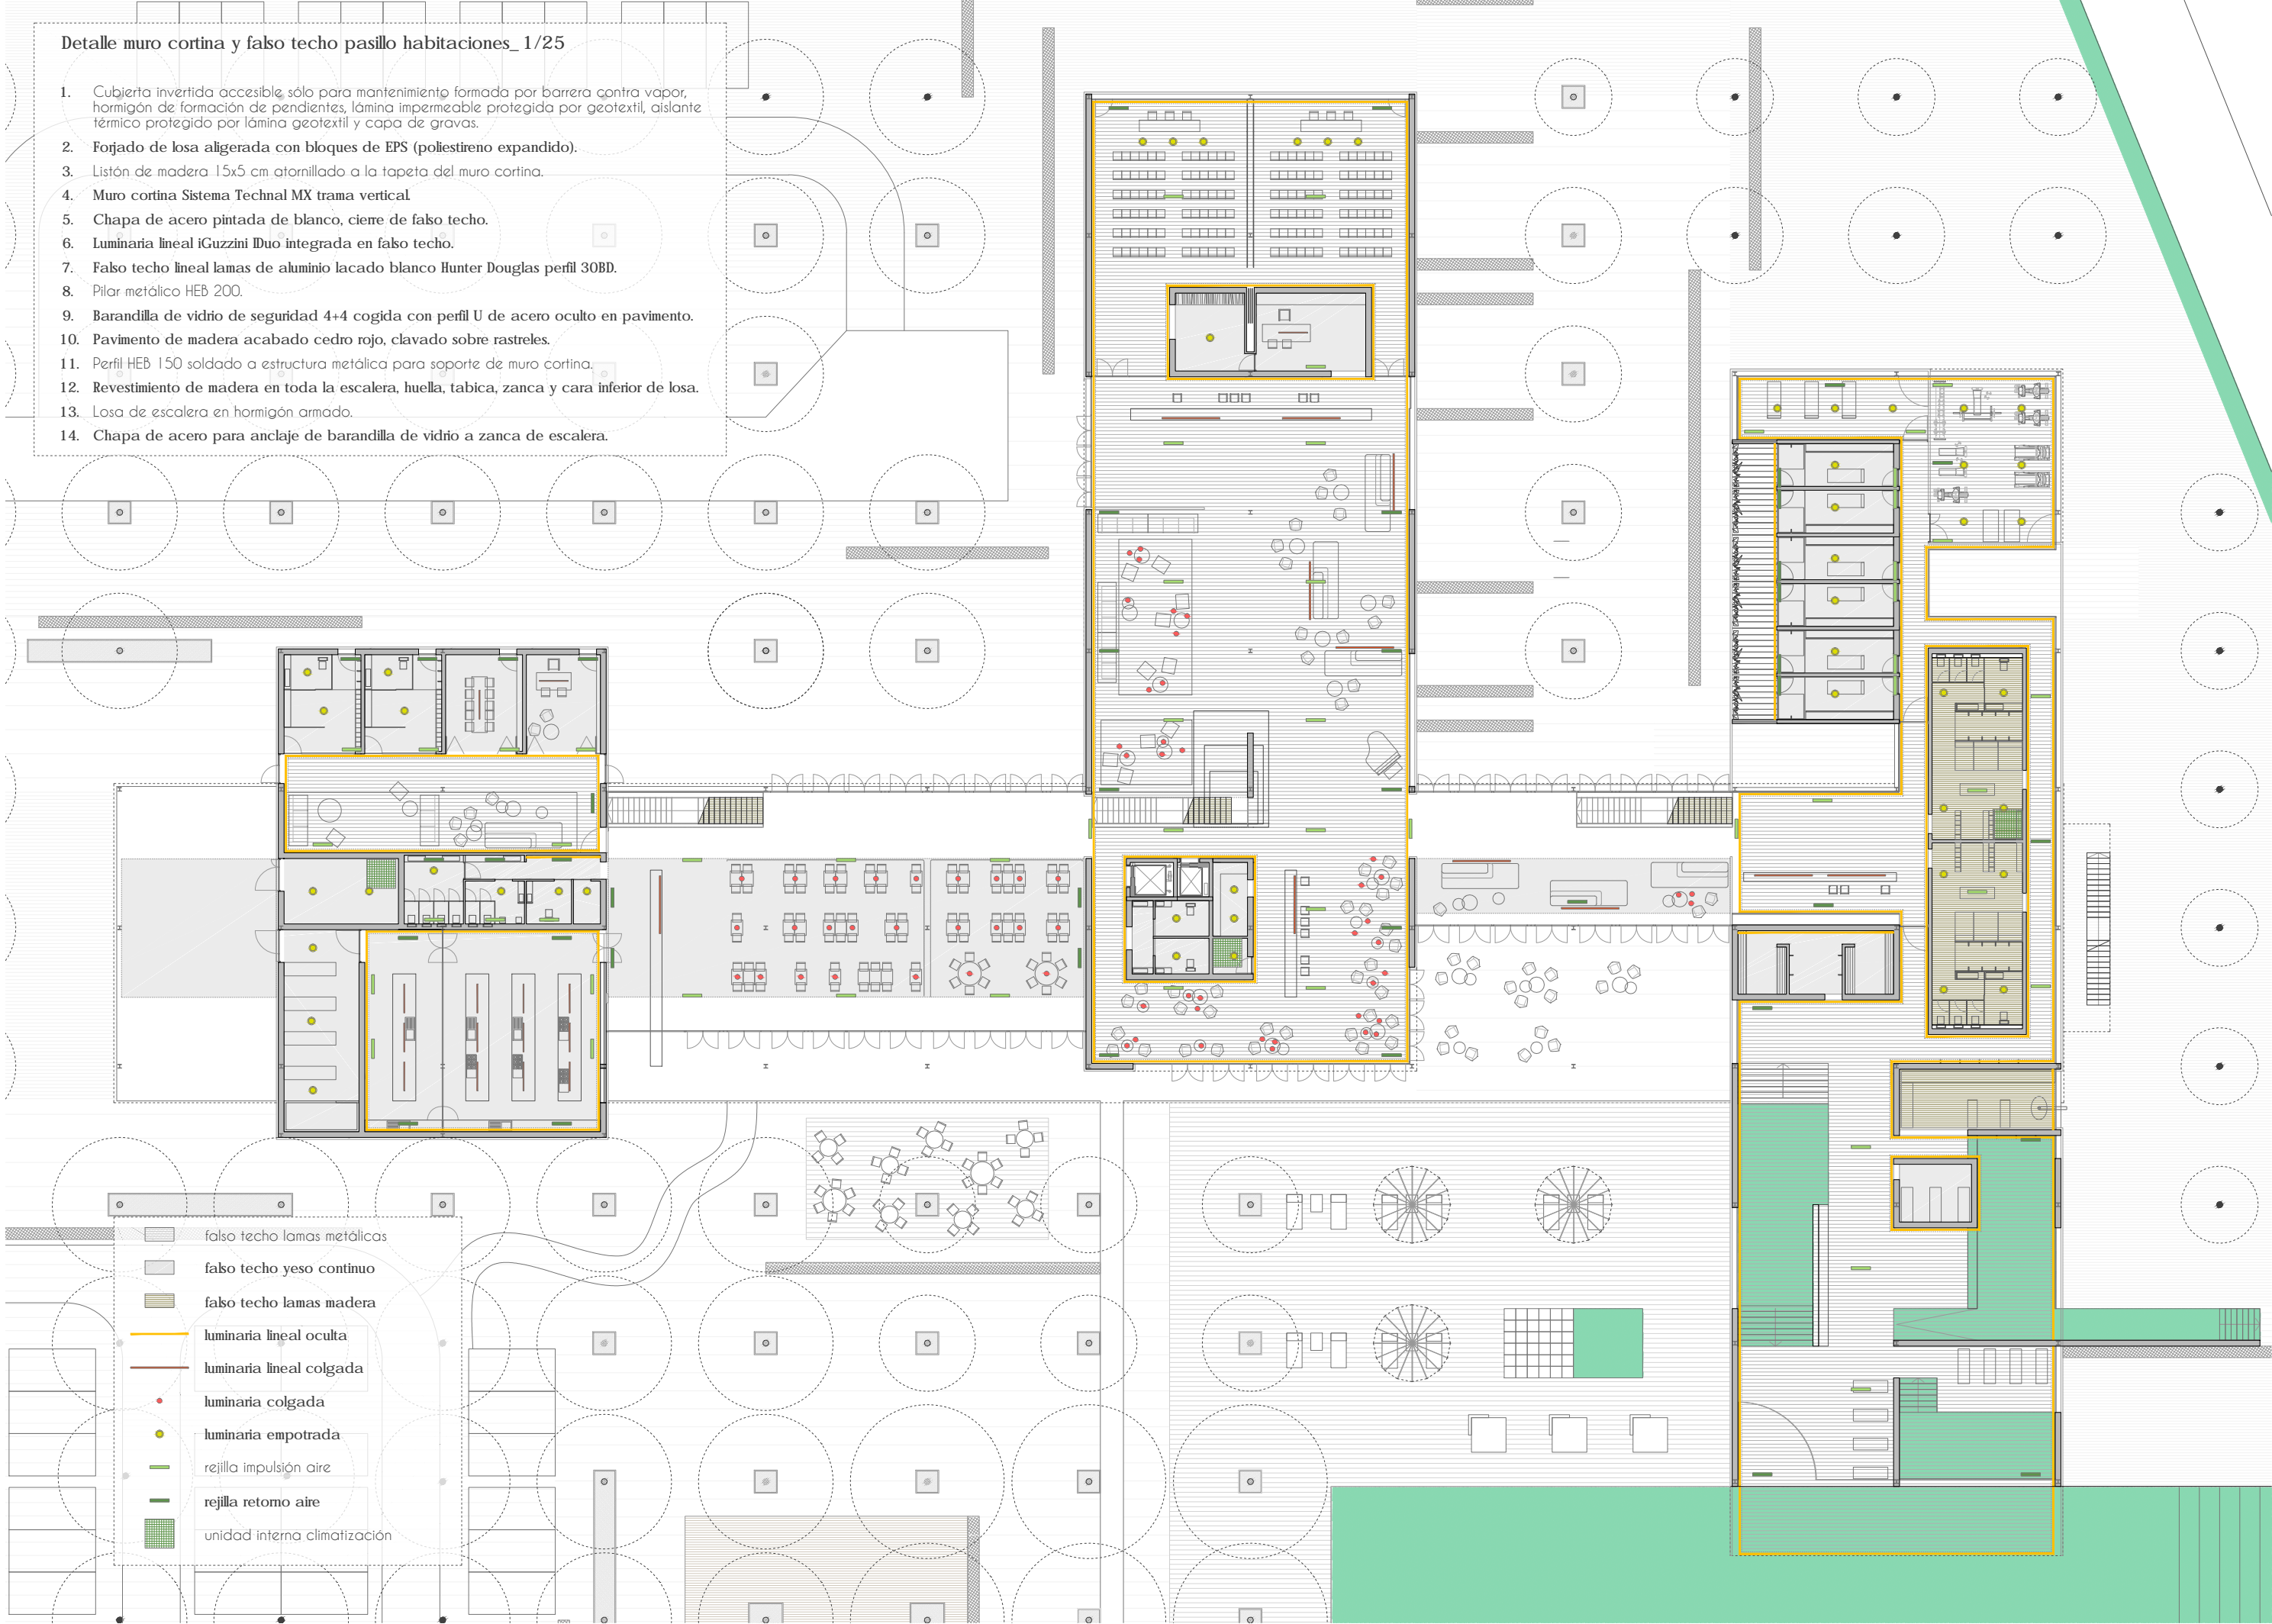 Detalle muro cortina y falso techo pasillo habitaciones_ 1/25
1. Cubierta invertida accesible sólo para mantenimiento formada por barrera contra vapor,
hormigón de formación de pendientes, lámina impermeable protegida por geotextil, aislante
térmico protegido por lámina geotextil y capa de gravas.
2. Forjado de losa aligerada con bloques de EPS (poliestireno expandido).
3. Listón de madera 15x5 cm atornillado a la tapeta del muro cortina.
4. Muro cortina Sistema Technal MX trama vertical.
5. Chapa de acero pintada de blanco, cierre de falso techo.
6. Luminaria lineal iGuzzini IDuo integrada en falso techo.
7. Falso techo lineal lamas de aluminio lacado blanco Hunter Douglas perfil 30BD.
8. Pilar metálico HEB 200.
9. Barandilla de vidrio de seguridad 4+4 cogida con perfil U de acero oculto en pavimento.
10. Pavimento de madera acabado cedro rojo, clavado sobre rastreles.
11. Perfil HEB 150 soldado a estructura metálica para soporte de muro cortina.
12. Revestimiento de madera en toda la escalera, huella, tabica, zanca y cara inferior de losa.
13. Losa de escalera en hormigón armado.
14. Chapa de acero para anclaje de barandilla de vidrio a zanca de escalera.
falso techo lamas metálicas
falso techo yeso continuo
falso techo lamas madera
luminaria lineal oculta
luminaria lineal colgada
luminaria colgada
luminaria empotrada
rejilla impulsión aire
rejilla retorno aire
unidad interna climatización